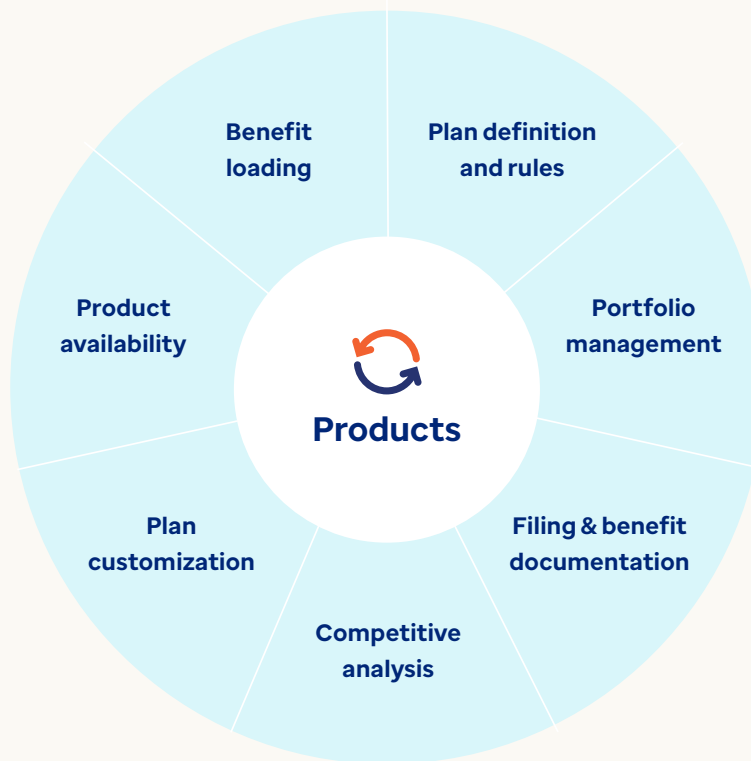 Benefit
loading
Plan definition
and rules
Product
availability
Portfolio
management
Products
Plan
customization
Filing & benefit
documentation
Competitive
analysis